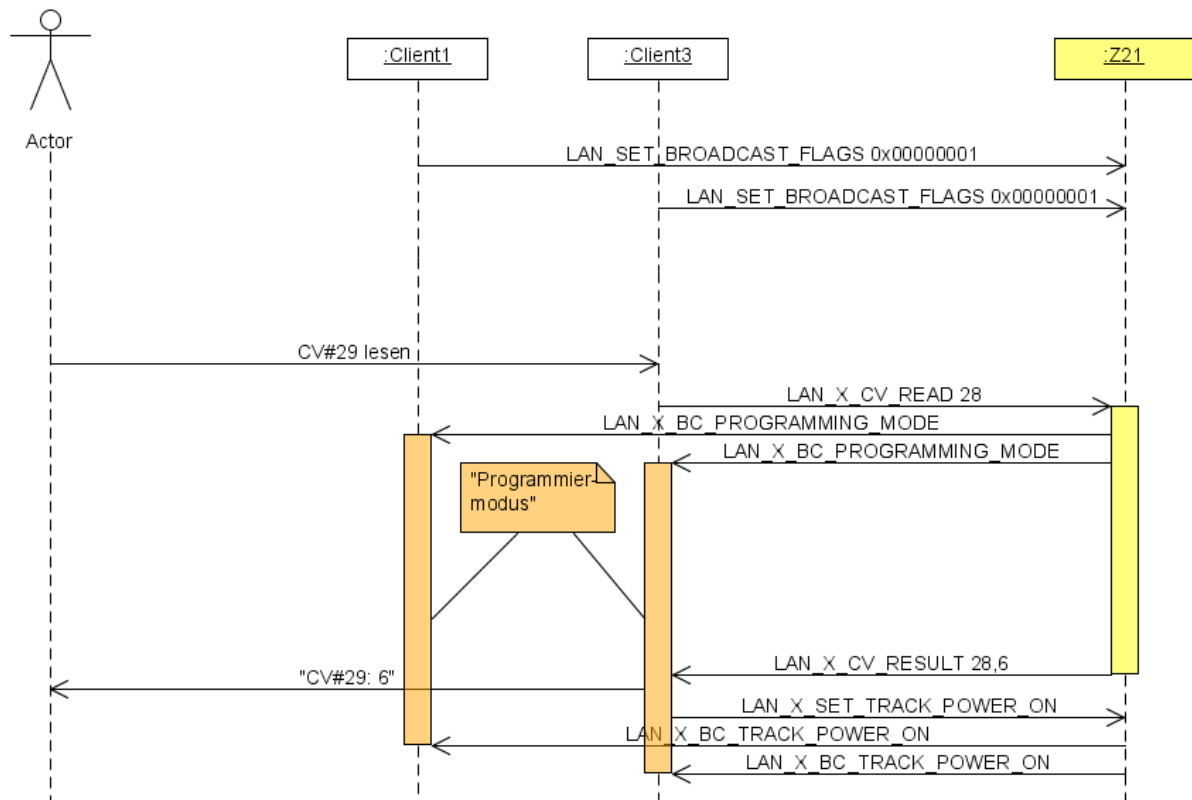 :Client1
:Client3
:Z21
Actor
LAN_SET_BROADCAST_FLAGS 0x00000001
LAN_SET_BROADCAST_FLAGS 0x00000001
CV#29 lesen
LAN_X_CV_READ 28
LAN_X_BC_PROGRAMMING_MODE
LAN_X_BC_PROGRAMMING_MODE
"Programmier-
modus"
LAN_X_CV_RESULT 28,6
"CV#29: 6"
LAN_X_SET_TRACK_POWER_ON
LAN_X_BC_TRACK_POWER_ON
LAN_X_BC_TRACK_POWER_ON